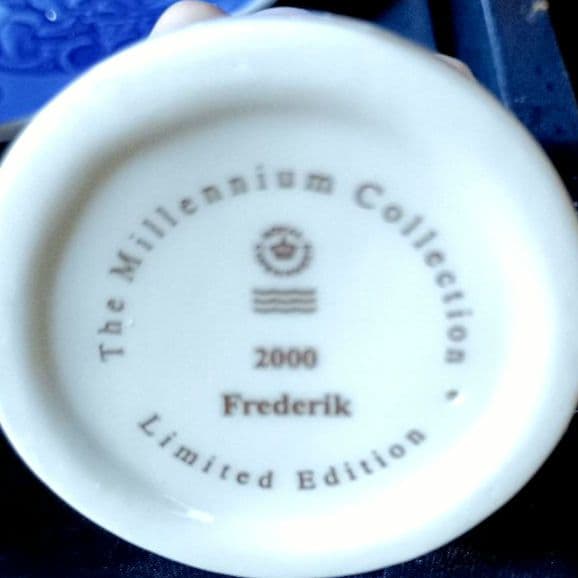 The Millennium Collection •
2000
Frederik
Limited Edition